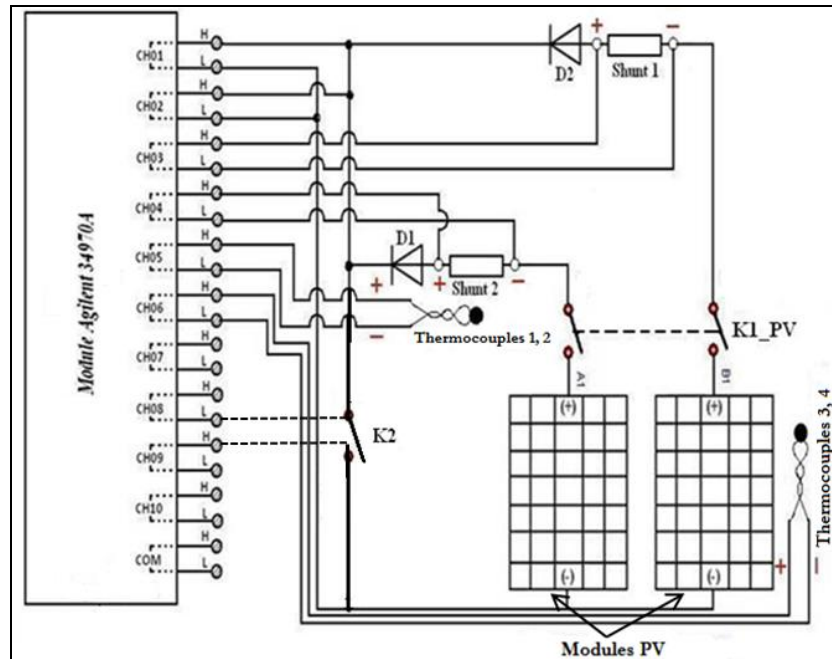 Module Agilent 34970A
CH01
H
L
CH02
H
L
CH03
H
L
CH04
H
L
CH05
H
L
CH06
H
L
CH07
H
L
CH08
H
L
CH09
H
L
CH10
H
L
COM
H
L
D2
+
Shunt 1
−
D1
+
+
Shunt 2
−
−
Thermocouples 1, 2
K1_PV
K2
A1
B1
(+)
(+)
(-)
(-)
Thermocouples 3, 4
+
−
Modules PV